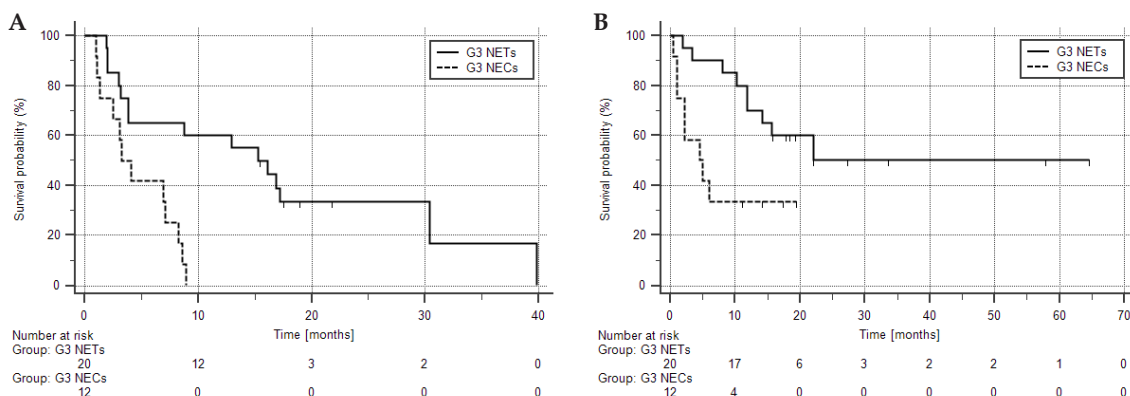 A
100
80
60
40
20
0
Survival probability (%)
G3 NETs
G3 NECs
0 10 20 30 40
Time [months]
Number at risk
Group: G3 NETs
20 12 3 2 0
Group: G3 NECs
12 0 0 0 0
B
100
80
60
40
20
0
Survival probability (%)
G3 NETs
G3 NECs
0 10 20 30 40 50 60 70
Time [months]
Number at risk
Group: G3 NETs
20 17 6 3 2 2 1 0
Group: G3 NECs
12 4 0 0 0 0 0 0